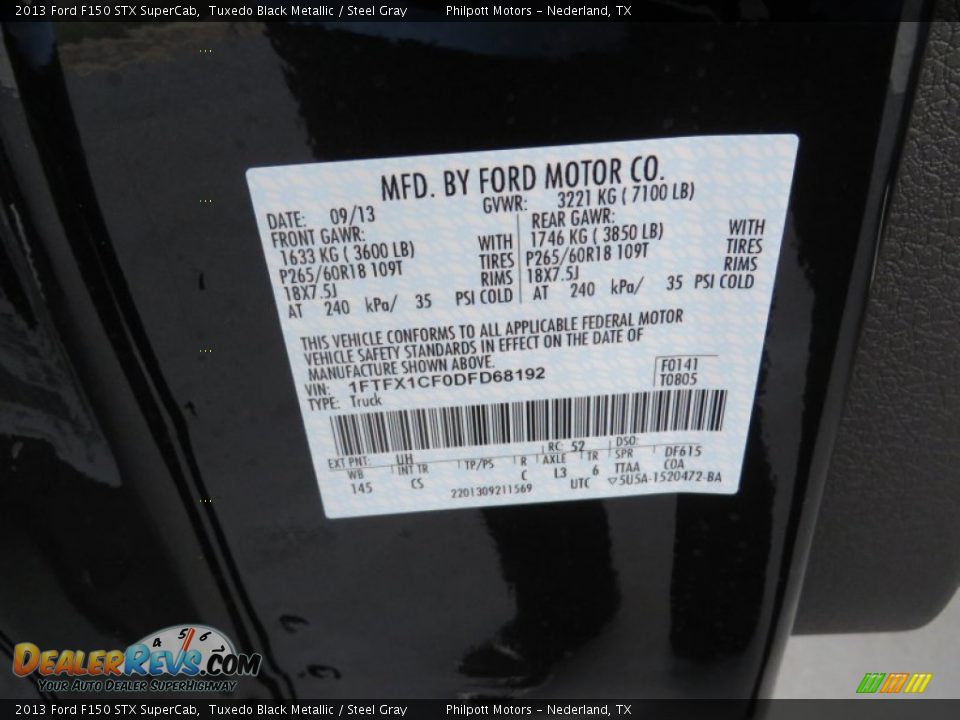 2013 Ford F150 STX SuperCab, Tuxedo Black Metallic / Steel Gray Philpott Motors - Nederland, TX
MFD. BY FORD MOTOR CO.
DATE: 09/13 GVWR: 3221 KG ( 7100 LB)
FRONT GAWR: REAR GAWR:
1633 KG ( 3600 LB) WITH 1746 KG ( 3850 LB) WITH
P265/60R18 109T TIRES P265/60R18 109T TIRES
18X7.5J RIMS 18X7.5J RIMS
AT 240 kPa/ 35 PSI COLD AT 240 kPa/ 35 PSI COLD
THIS VEHICLE CONFORMS TO ALL APPLICABLE FEDERAL MOTOR
VEHICLE SAFETY STANDARDS IN EFFECT ON THE DATE OF
MANUFACTURE SHOWN ABOVE.
VIN: 1FTFX1CF0DFD68192 F0141
TYPE: Truck T0805
EXT PNT: UH RC: 52 DSO:
WB INT TR TP/PS R AXLE TR SPR DF615
145 CS C L3 6 TTAA COA
2201309211569 UTC ▽5U5A-1520472-BA
4 5 6
DEALERREVS.COM
YOUR AUTO DEALER SUPERHIGHWAY
2013 Ford F150 STX SuperCab, Tuxedo Black Metallic / Steel Gray Philpott Motors - Nederland, TX